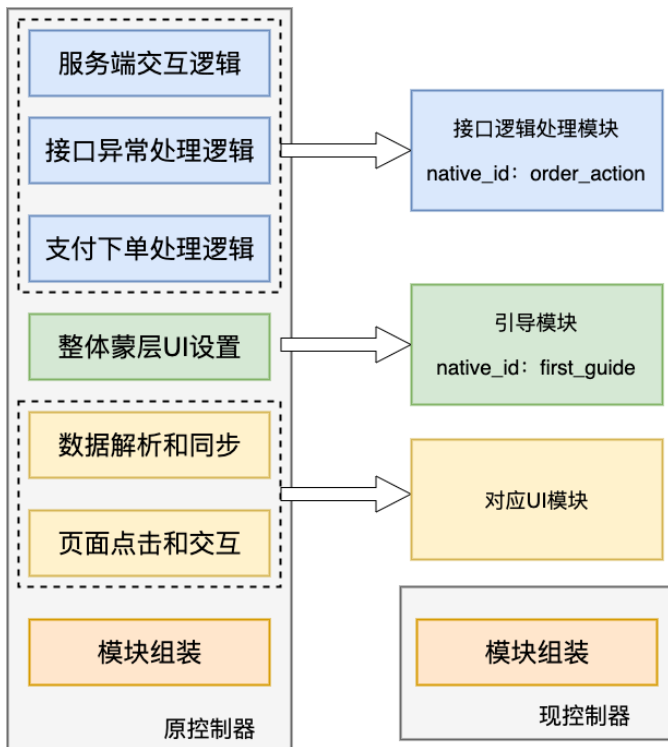 服务端交互逻辑
接口异常处理逻辑
支付下单处理逻辑
整体蒙层UI设置
数据解析和同步
页面点击和交互
模块组装
原控制器
接口逻辑处理模块
native_id：order_action
引导模块
native_id：first_guide
对应UI模块
模块组装
现控制器